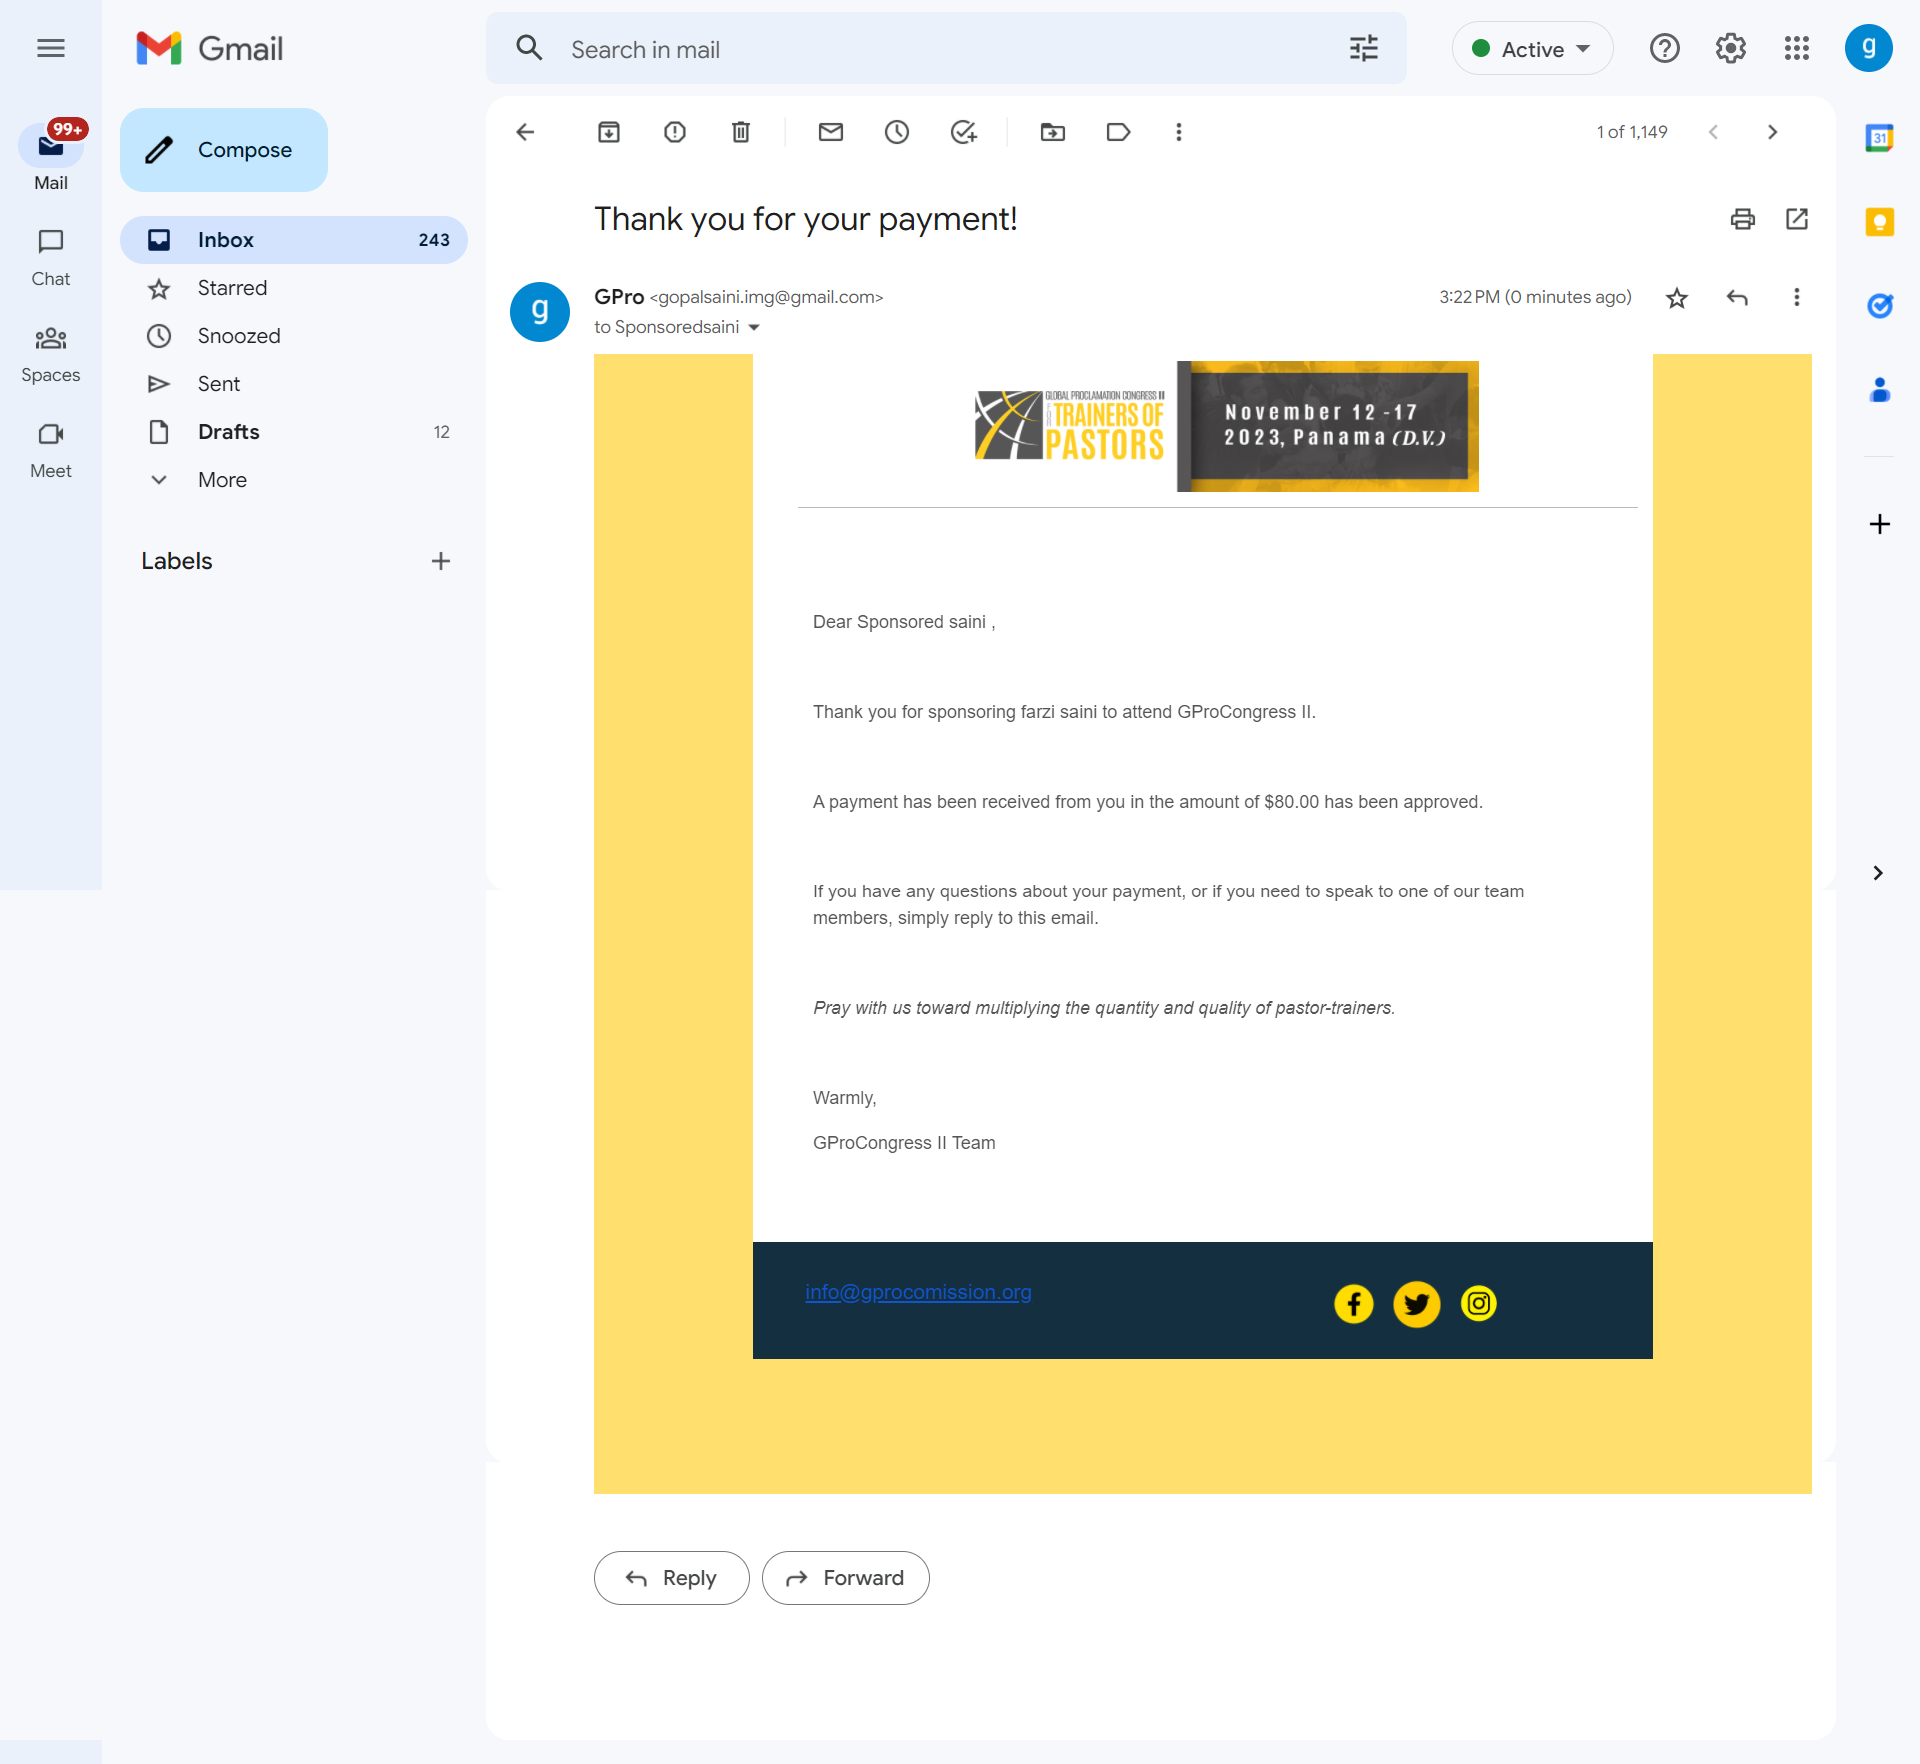 Gmail
Search in mail
Active
g
99+
Mail
Chat
Spaces
Meet
Compose
Inbox 243
Starred
Snoozed
Sent
Drafts 12
More
Labels
1 of 1,149
31
Thank you for your payment!
g
GPro <gopalsaini.img@gmail.com>
3:22 PM (0 minutes ago)
to Sponsoredsaini
GLOBAL PROCLAMATION CONGRESS II
FOR
TRAINERS OF
PASTORS
November 12 -17
2023, Panama (D.V.)
Dear Sponsored saini ,
Thank you for sponsoring farzi saini to attend GProCongress II.
A payment has been received from you in the amount of $80.00 has been approved.
If you have any questions about your payment, or if you need to speak to one of our team
members, simply reply to this email.
Pray with us toward multiplying the quantity and quality of pastor-trainers.
Warmly,
GProCongress II Team
info@gprocomission.org
Reply
Forward